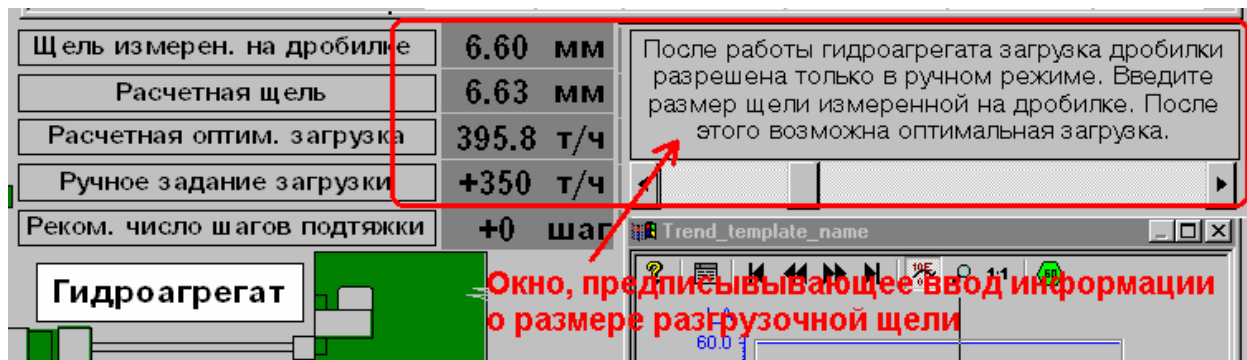 Щель измерен. на дробилке 6.60 мм
Расчетная щель 6.63 мм
Расчетная оптим. загрузка 395.8 т/ч
Ручное задание загрузки +350 т/ч
Реком. число шагов подтяжки +0 шаг
После работы гидроагрегата загрузка дробилки
разрешена только в ручном режиме. Введите
размер щели измеренной на дробилке. После
этого возможна оптимальная загрузка.
Trend_template_name
1:1
Гидроагрегат
Окно, предписывывающее ввод информации
о размере разгрузочной щели
60.0